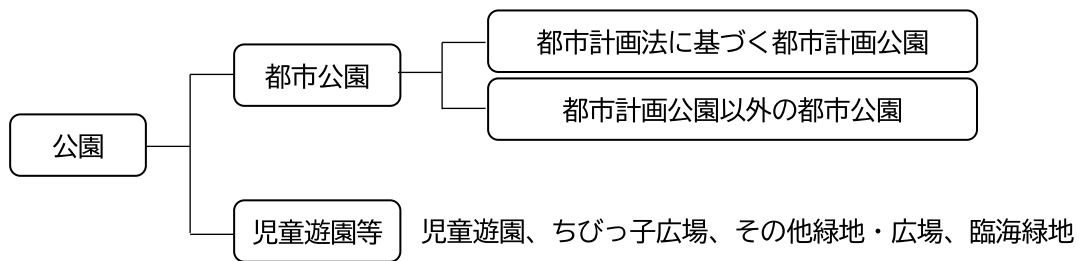 都市計画法に基づく都市計画公園
都市公園
都市計画公園以外の都市公園
公園
児童遊園等
児童遊園、ちびっ子広場、その他緑地・広場、臨海緑地